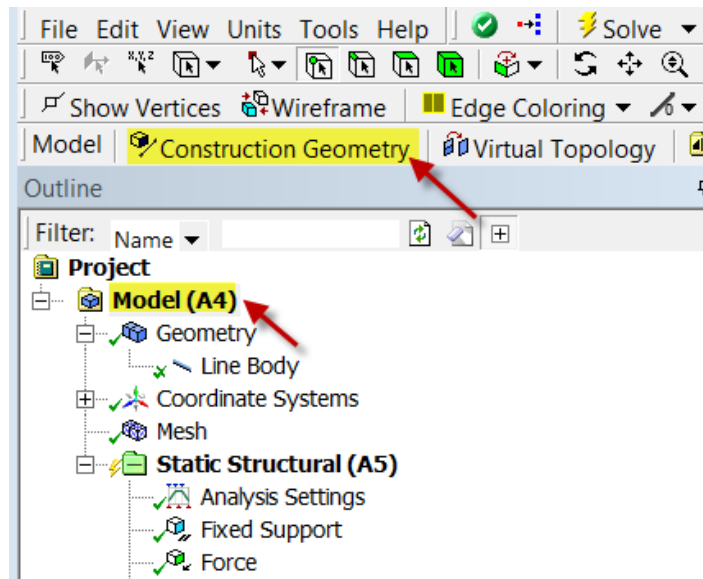 File Edit View Units Tools Help Solve
Show Vertices Wireframe Edge Coloring
Model Construction Geometry Virtual Topology
Outline
Filter: Name
Project
Model (A4)
Geometry
Line Body
Coordinate Systems
Mesh
Static Structural (A5)
Analysis Settings
Fixed Support
Force